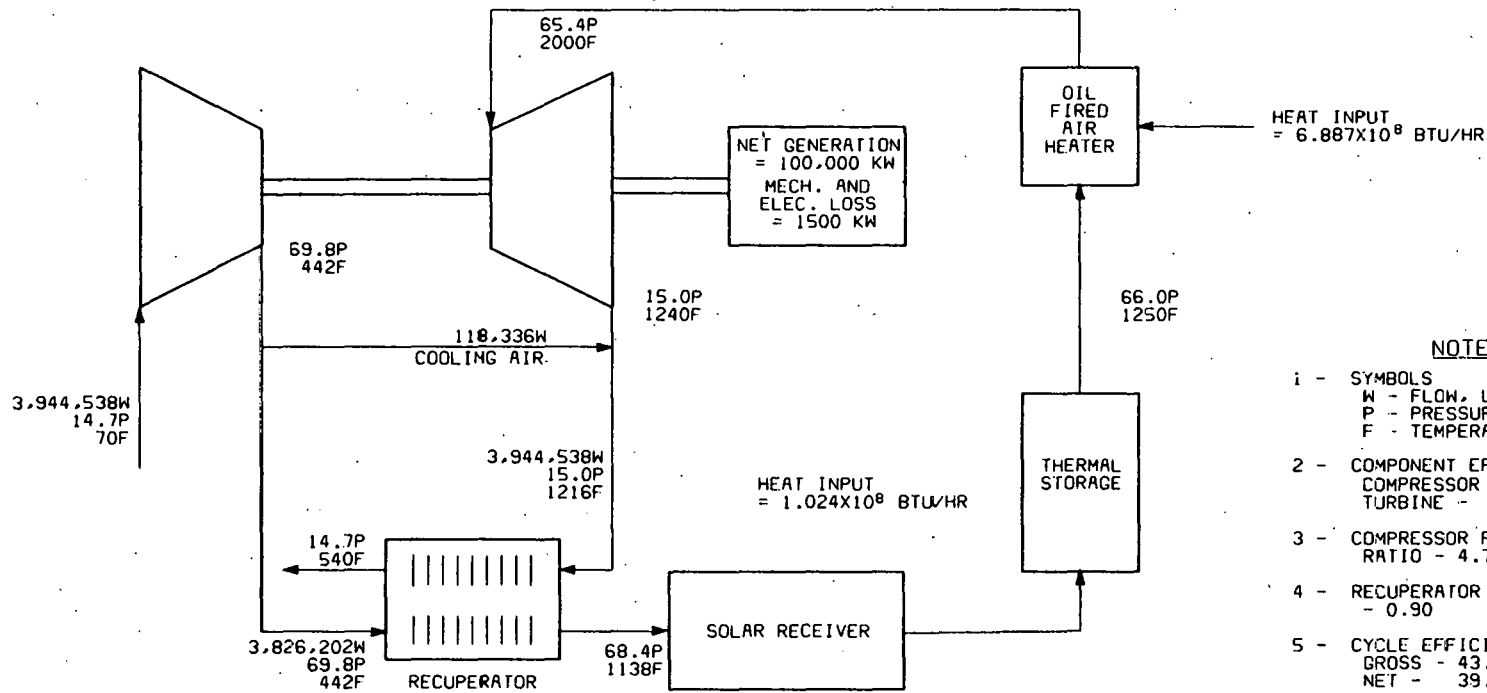 65.4P
2000F
OIL
FIRED
AIR
HEATER
HEAT INPUT
= 6.887X10⁸ BTU/HR
NET GENERATION
= 100,000 KW
MECH. AND
ELEC. LOSS
= 1500 KW
69.8P
442F
15.0P
1240F
66.0P
1250F
118,336W
COOLING AIR
3,944,538W
14.7P
70F
3,944,538W
15.0P
1216F
HEAT INPUT
= 1.024X10⁸ BTU/HR
THERMAL
STORAGE
14.7P
540F
3,826,202W
69.8P
442F
RECUPERATOR
68.4P
1138F
SOLAR RECEIVER
NOTE
1 - SYMBOLS
W - FLOW, L
P - PRESSUR
F - TEMPERA
2 - COMPONENT EF
COMPRESSOR
TURBINE -
3 - COMPRESSOR P
RATIO - 4.7
4 - RECUPERATOR
- 0.90
5 - CYCLE EFFICI
GROSS - 43.
NET - 39.